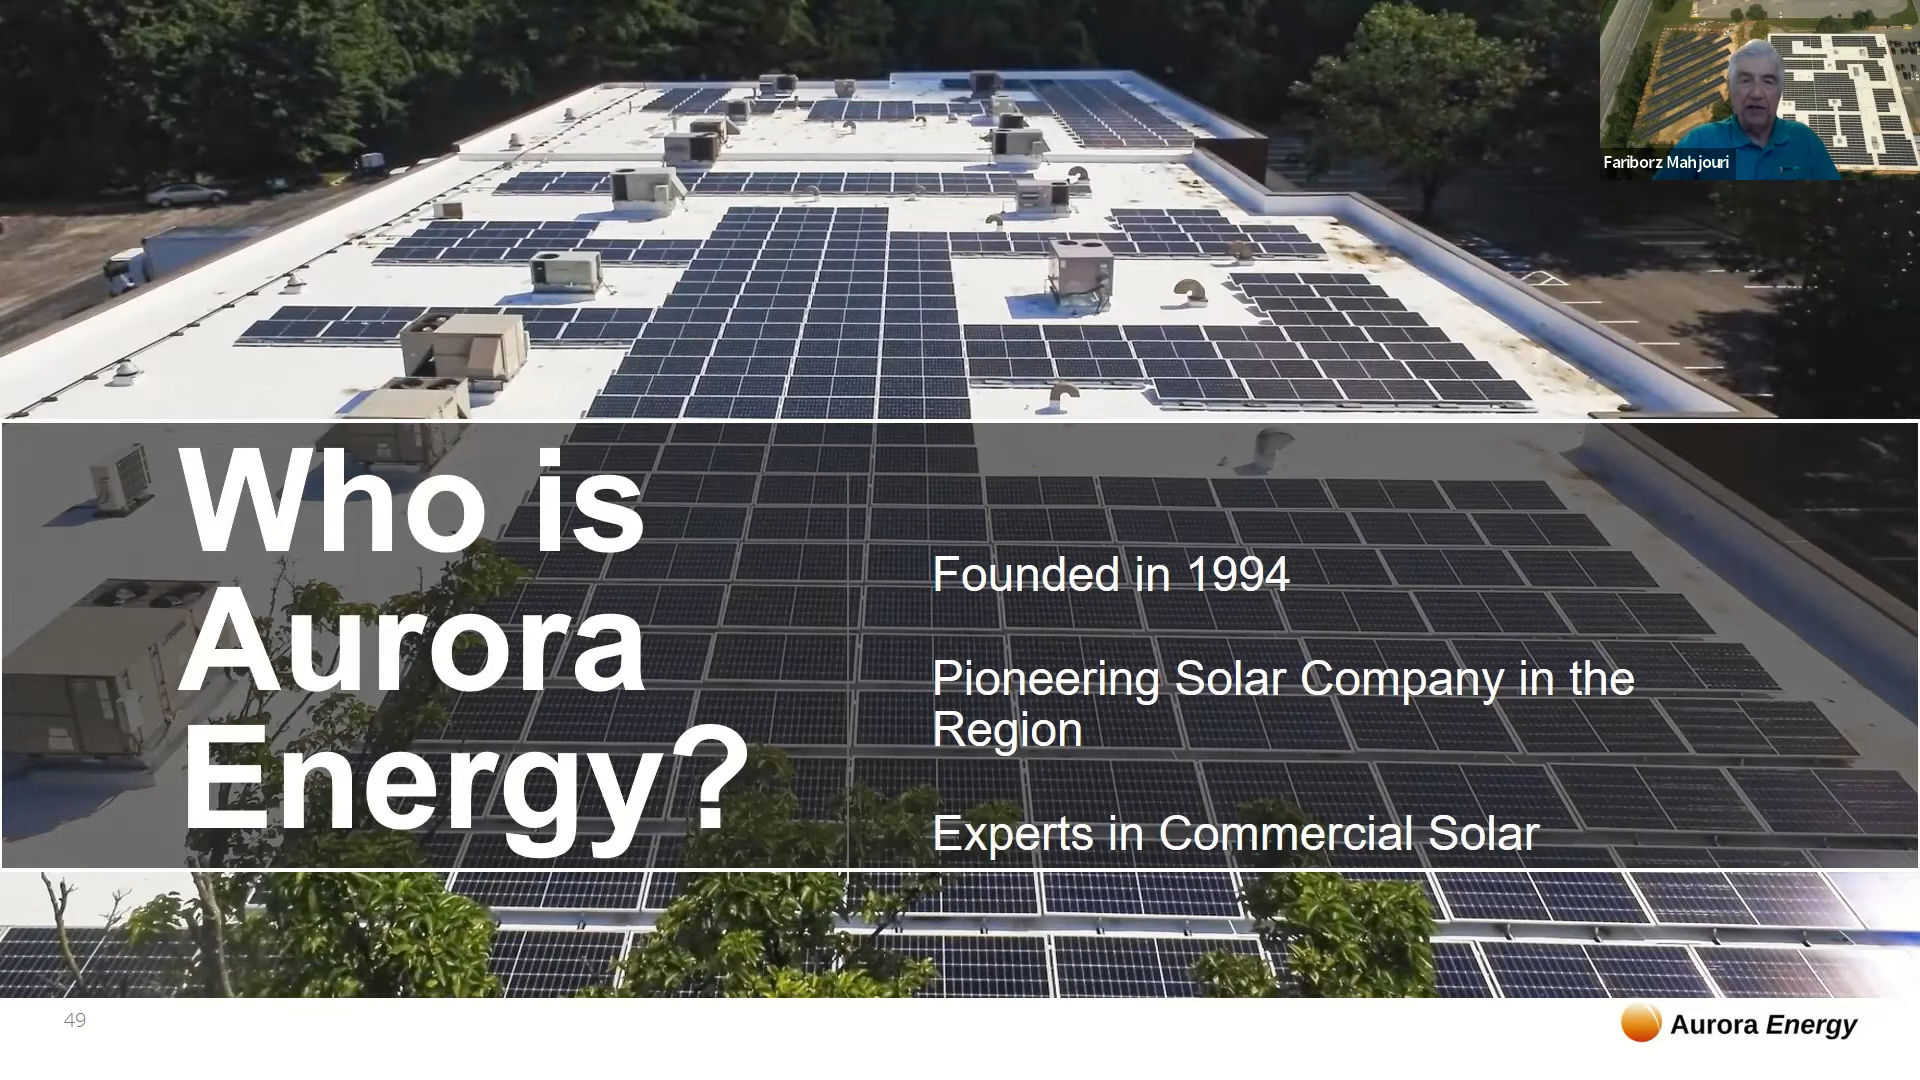 Fariborz Mahjouri
Who is
Aurora
Energy?
Founded in 1994
Pioneering Solar Company in the
Region
Experts in Commercial Solar
49
Aurora Energy